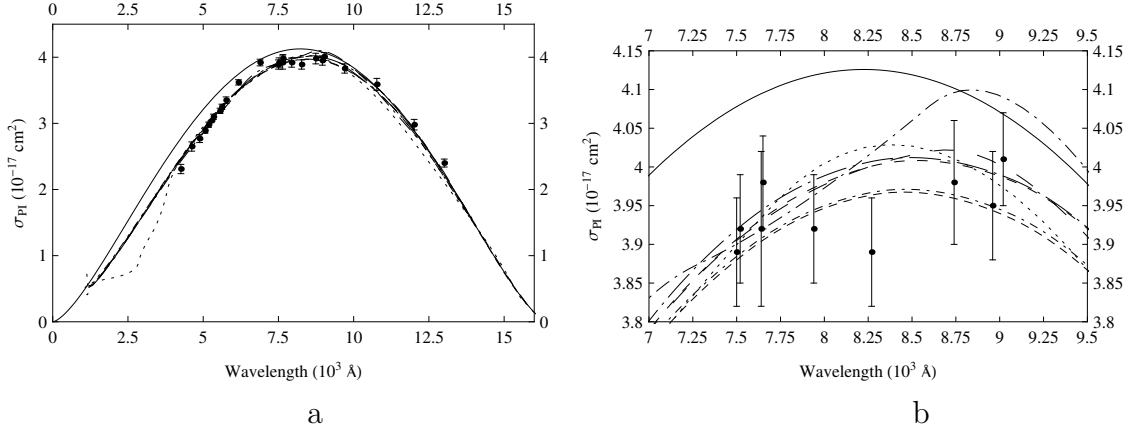 0 2.5 5 7.5 10 12.5 15
4 4
3 3
2 2
1 1
0 0
0 2.5 5 7.5 10 12.5 15
σPI (10−17 cm2)
Wavelength (103 Å)
a
7 7.25 7.5 7.75 8 8.25 8.5 8.75 9 9.25 9.5
4.15 4.15
4.1 4.1
4.05 4.05
4 4
3.95 3.95
3.9 3.9
3.85 3.85
3.8 3.8
7 7.25 7.5 7.75 8 8.25 8.5 8.75 9 9.25 9.5
σPI (10−17 cm2)
Wavelength (103 Å)
b